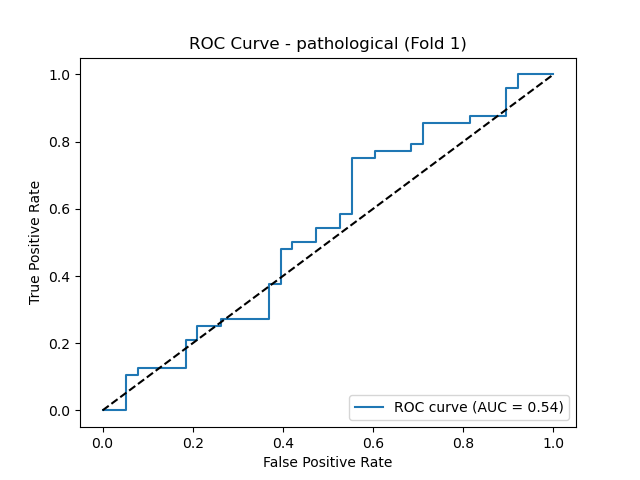 ROC Curve - pathological (Fold 1)
True Positive Rate
1.0
0.8
0.6
0.4
0.2
0.0
ROC curve (AUC = 0.54)
0.0 0.2 0.4 0.6 0.8 1.0
False Positive Rate